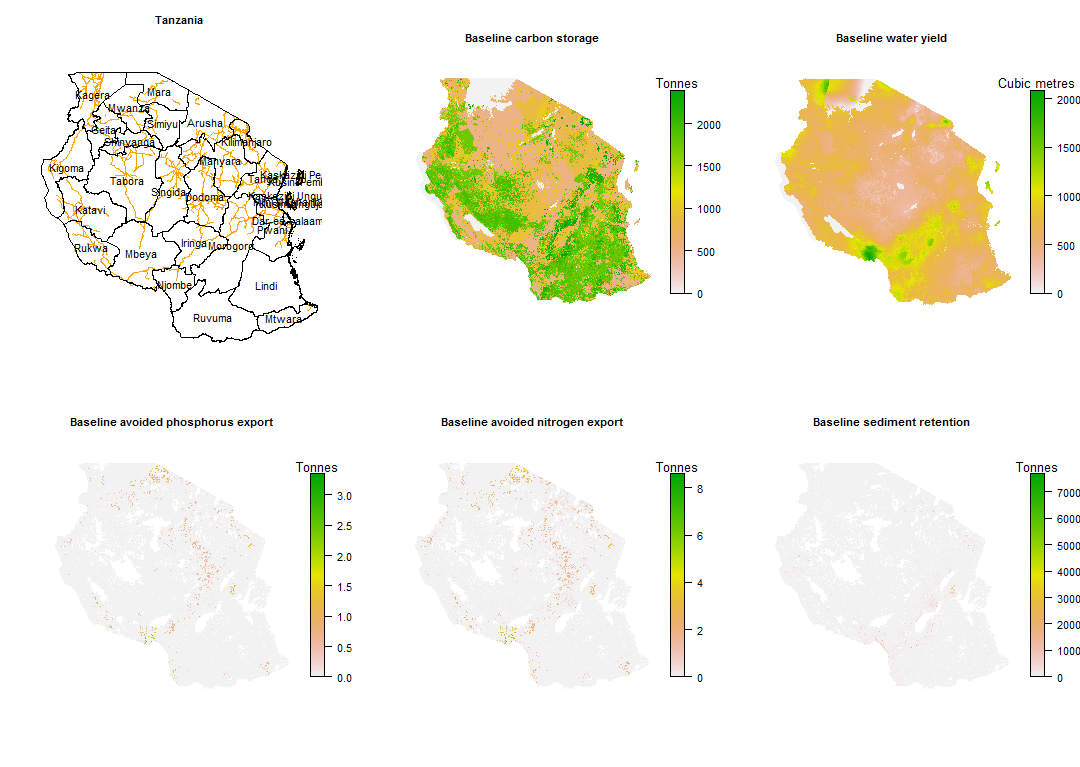 Tanzania
Baseline carbon storage
Baseline water yield
Kagera
Mara
Mwanza
Geita
Simiyu
Arusha
Shinyanga
Kilimanjaro
Kigoma
Manyara
Tabora
Singida
Dodoma
Katavi
Pwani
Rukwa
Mbeya
Iringa
Morogoro
Njombe
Lindi
Ruvuma
Mtwara
Tonnes
2000
1500
1000
500
0
Cubic metres
2000
1500
1000
500
0
Baseline avoided phosphorus export
Baseline avoided nitrogen export
Baseline sediment retention
Tonnes
3.0
2.5
2.0
1.5
1.0
0.5
0.0
Tonnes
8
6
4
2
0
Tonnes
7000
6000
5000
4000
3000
2000
1000
0